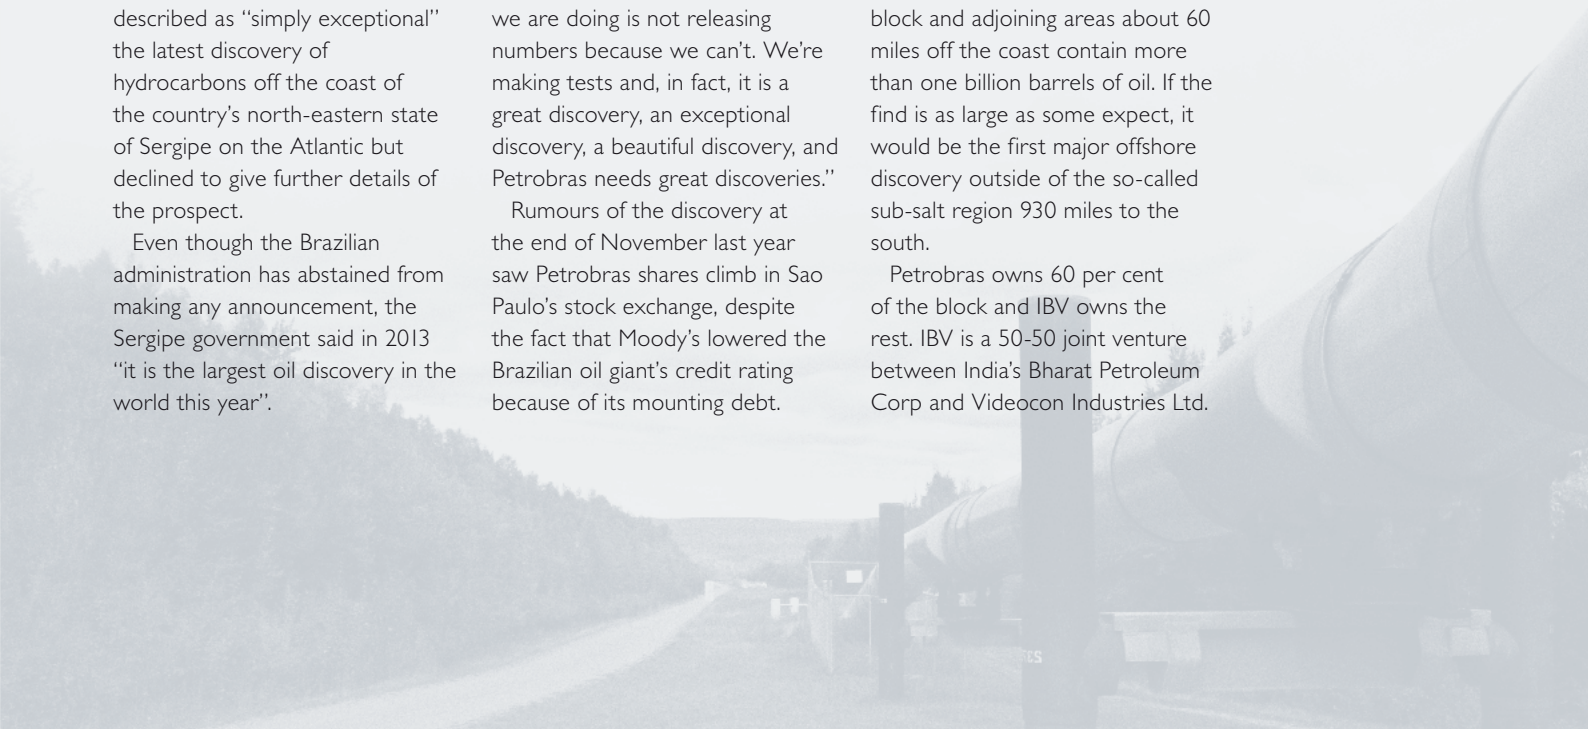 described as “simply exceptional”
the latest discovery of
hydrocarbons off the coast of
the country’s north-eastern state
of Sergipe on the Atlantic but
declined to give further details of
the prospect.
Even though the Brazilian
administration has abstained from
making any announcement, the
Sergipe government said in 2013
“it is the largest oil discovery in the
world this year”.
we are doing is not releasing
numbers because we can’t. We’re
making tests and, in fact, it is a
great discovery, an exceptional
discovery, a beautiful discovery, and
Petrobras needs great discoveries.”
Rumours of the discovery at
the end of November last year
saw Petrobras shares climb in Sao
Paulo’s stock exchange, despite
the fact that Moody’s lowered the
Brazilian oil giant’s credit rating
because of its mounting debt.
block and adjoining areas about 60
miles off the coast contain more
than one billion barrels of oil. If the
find is as large as some expect, it
would be the first major offshore
discovery outside of the so-called
sub-salt region 930 miles to the
south.
Petrobras owns 60 per cent
of the block and IBV owns the
rest. IBV is a 50-50 joint venture
between India’s Bharat Petroleum
Corp and Videocon Industries Ltd.